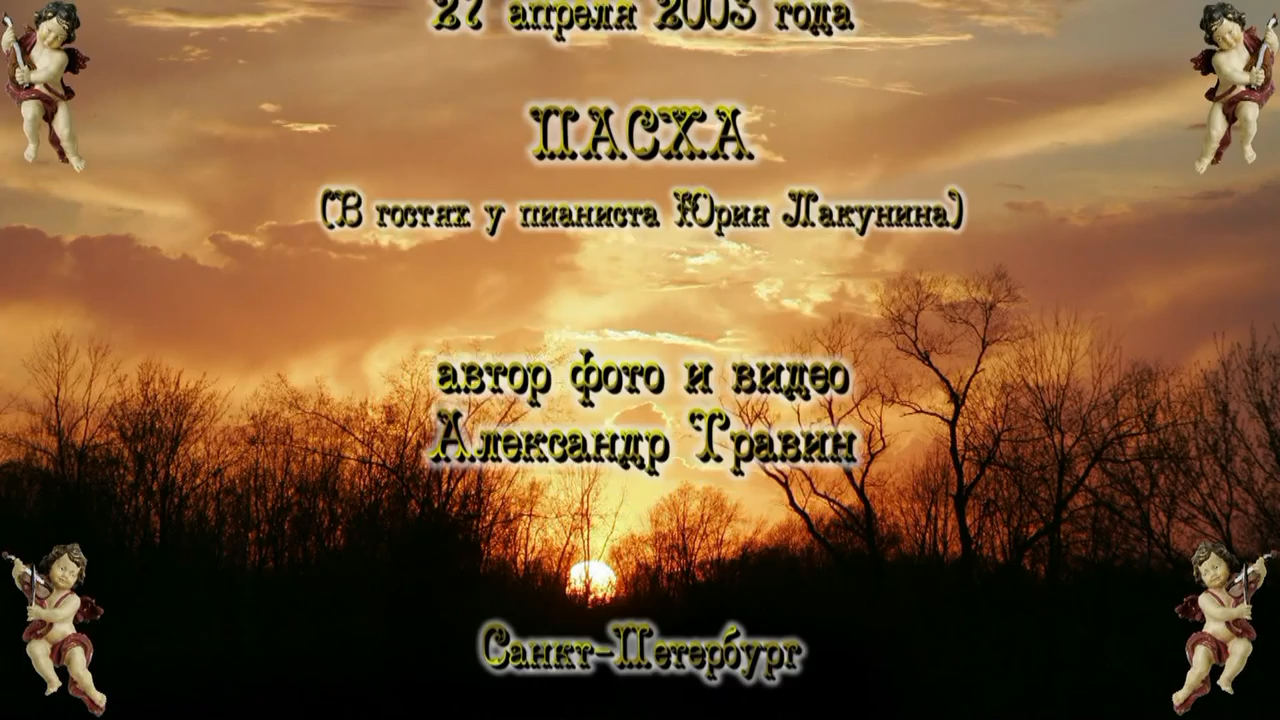 27 апреля 2003 года
ПАСХА
(В гостях у пианиста Юрия Лакунина)
автор фото и видео
Александр Травин
Санкт-Петербург